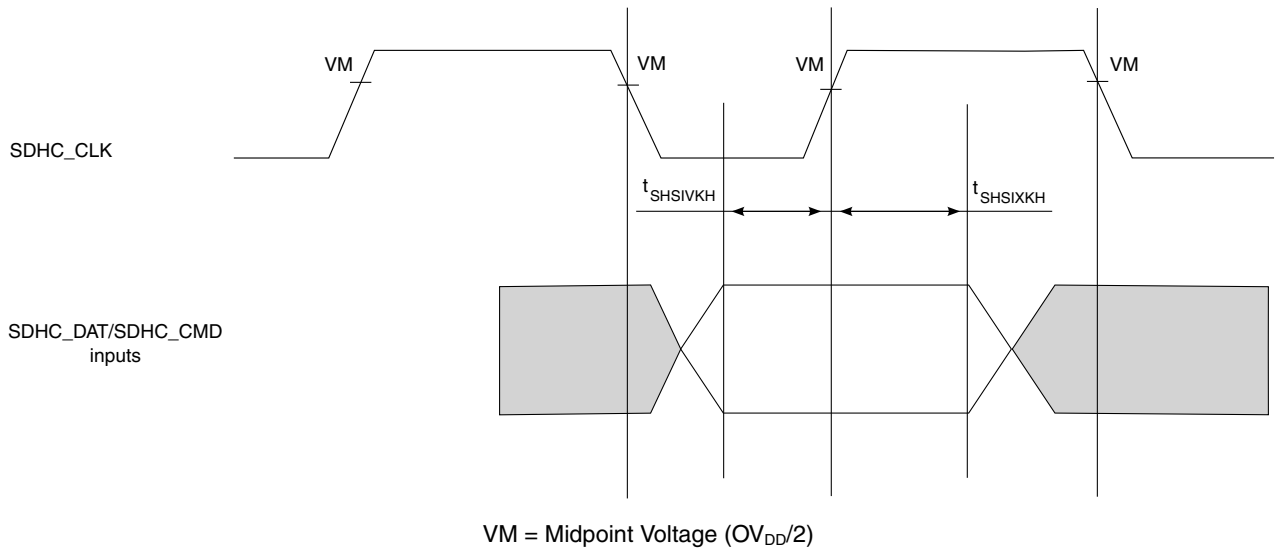 VM VM VM VM
SDHC_CLK
tSHSIVKH tSHSIXKH
SDHC_DAT/SDHC_CMD
inputs
VM = Midpoint Voltage (OVDD/2)